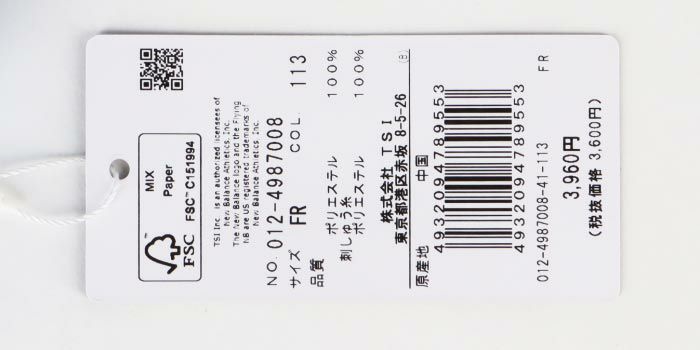 MIX
Paper
FSC™ C151994
FSC
TSI Inc. is an authorized licensees of
New Balance Athletics, Inc.
The New Balance logo and the Flying
NB are US registered trademarks of
New Balance Athletics, Inc.
NO. 012-4987008
サイズ FR COL. 113
品質
ポリエステル 100%
刺しゅう糸
ポリエステル 100%
株式会社 TSI
東京都港区赤坂 8-5-26 (8)
原産地 中国
4932094789553
4932094789553
012-4987008-41-113 FR
3,960円
(税抜価格 3,600円)